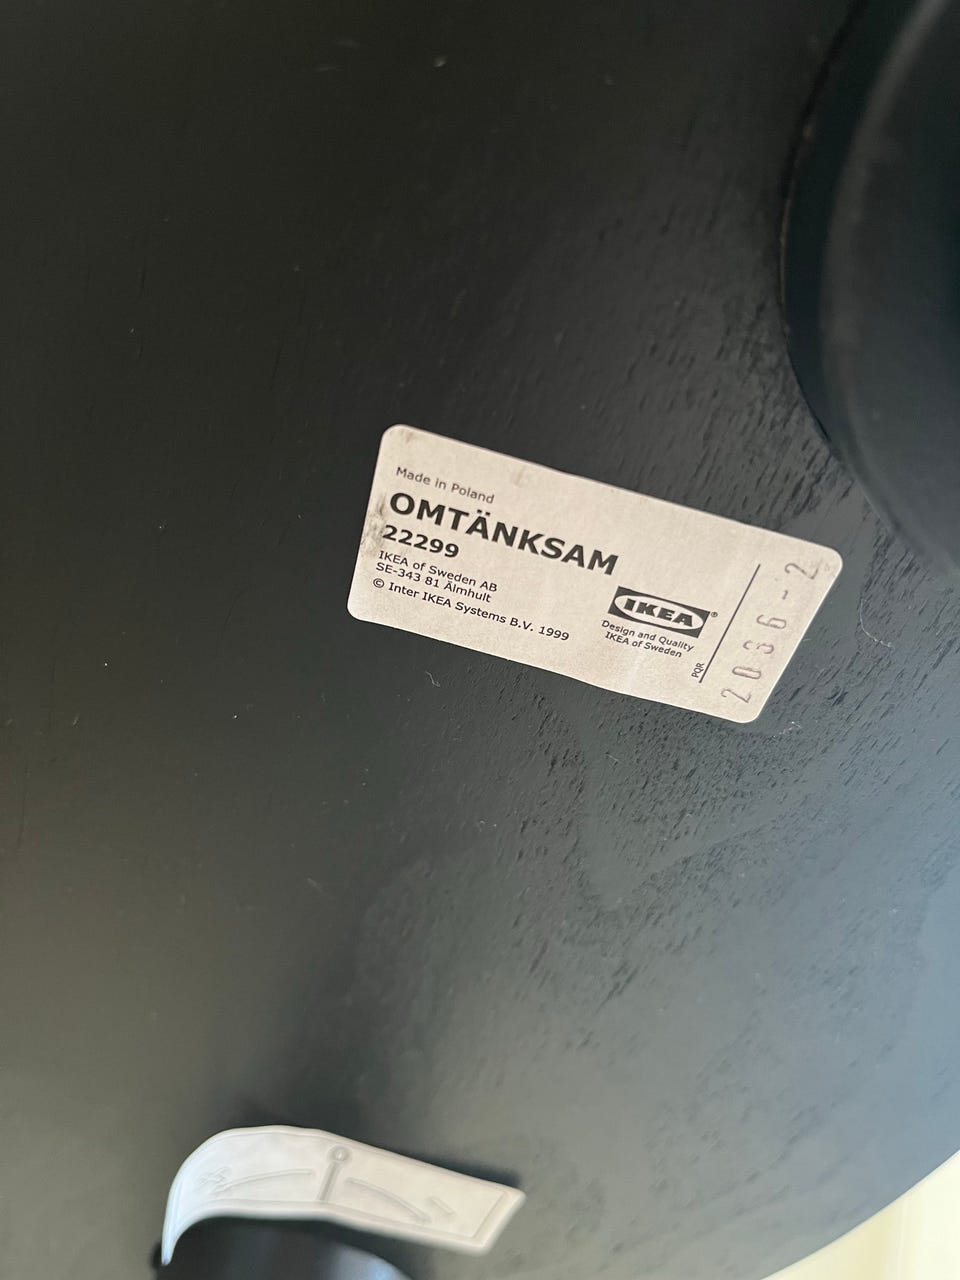 Made in Poland
OMTÄNKSAM
22299
IKEA of Sweden AB
SE-343 81 Älmhult
© Inter IKEA Systems B.V. 1999
IKEA®
Design and Quality
IKEA of Sweden
PQR
2036-2